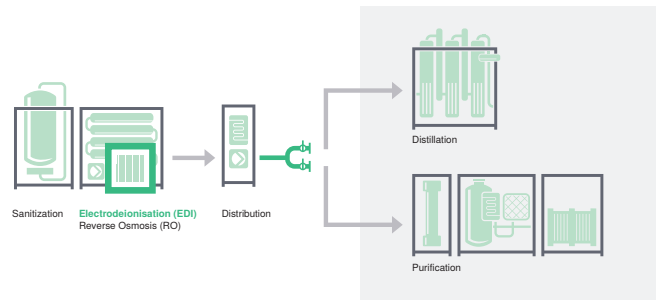 Distillation
Sanitization
Electrodeionisation (EDI)
Reverse Osmosis (RO)
Distribution
Purification